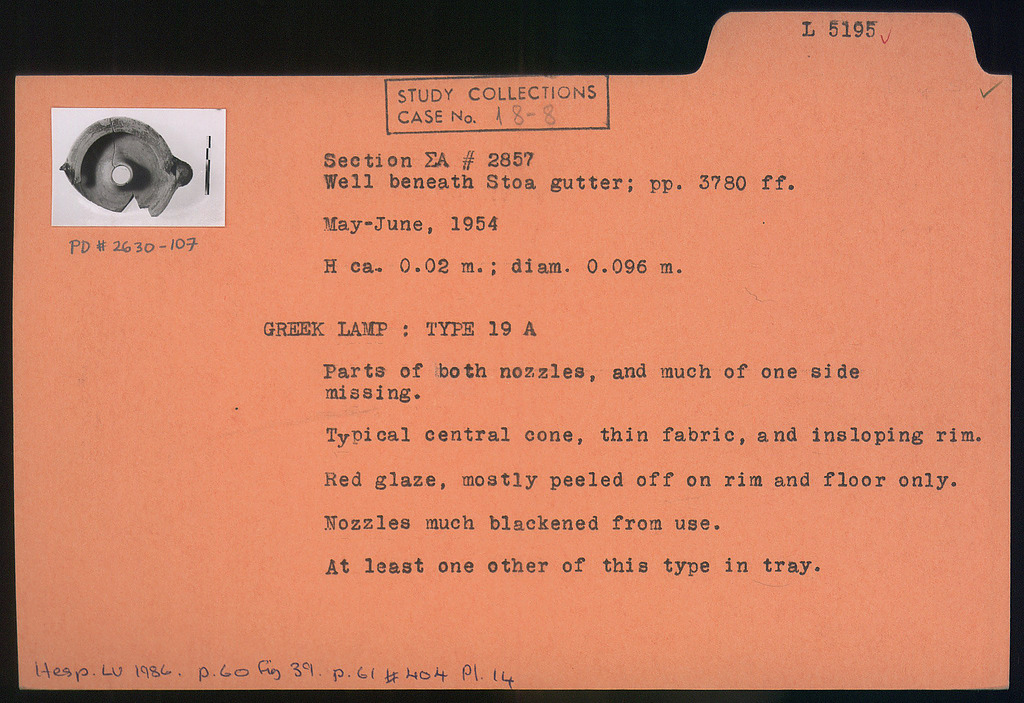 L 5195 ✓
✓
STUDY COLLECTIONS
CASE No. 18-8
Section ΣΑ # 2857
Well beneath Stoa gutter; pp. 3780 ff.
May-June, 1954
H ca. 0.02 m.; diam. 0.096 m.
PD # 2630-107
GREEK LAMP : TYPE 19 A
Parts of both nozzles, and much of one side
missing.
Typical central cone, thin fabric, and insloping rim.
Red glaze, mostly peeled off on rim and floor only.
Nozzles much blackened from use.
At least one other of this type in tray.
Hesp. LV 1986. p.60 Fig 39. p.61 #404 Pl. 14